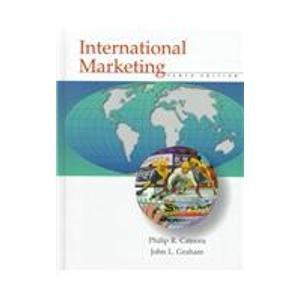 International
Marketing
TENTH EDITION
Philip R. Cateora
John L. Graham